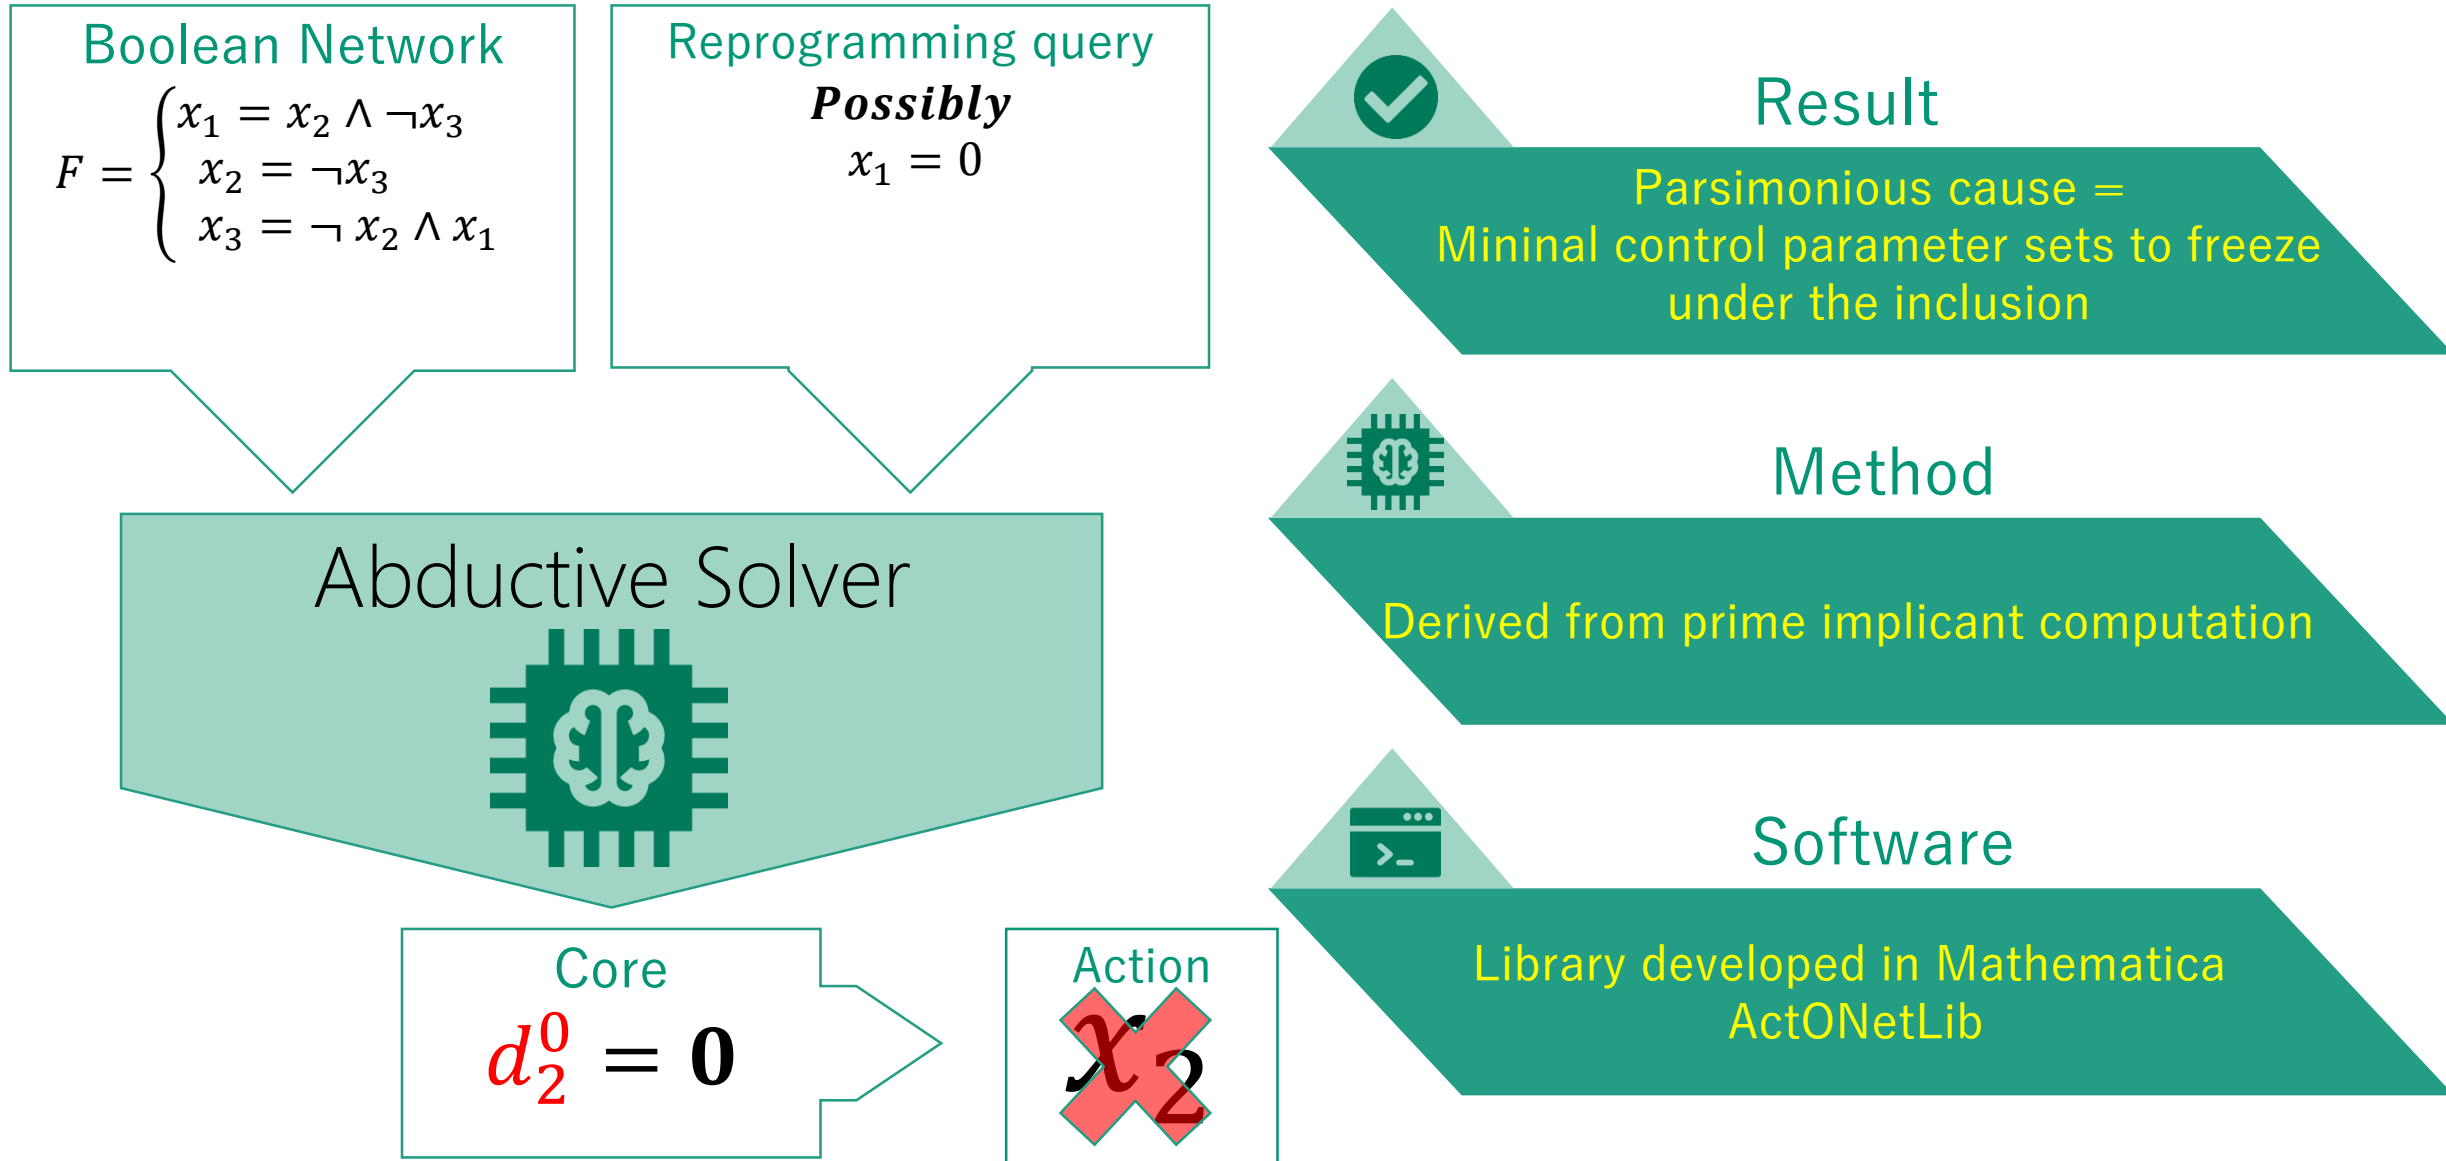 Boolean Network
F = { x₁ = x₂ ∧ ¬x₃
x₂ = ¬x₃
x₃ = ¬ x₂ ∧ x₁
Reprogramming query
Possibly
x₁ = 0
Abductive Solver
Core
d₂⁰ = 0
Action
x₂
Result
Parsimonious cause =
Mininal control parameter sets to freeze
under the inclusion
Method
Derived from prime implicant computation
Software
Library developed in Mathematica
ActONetLib